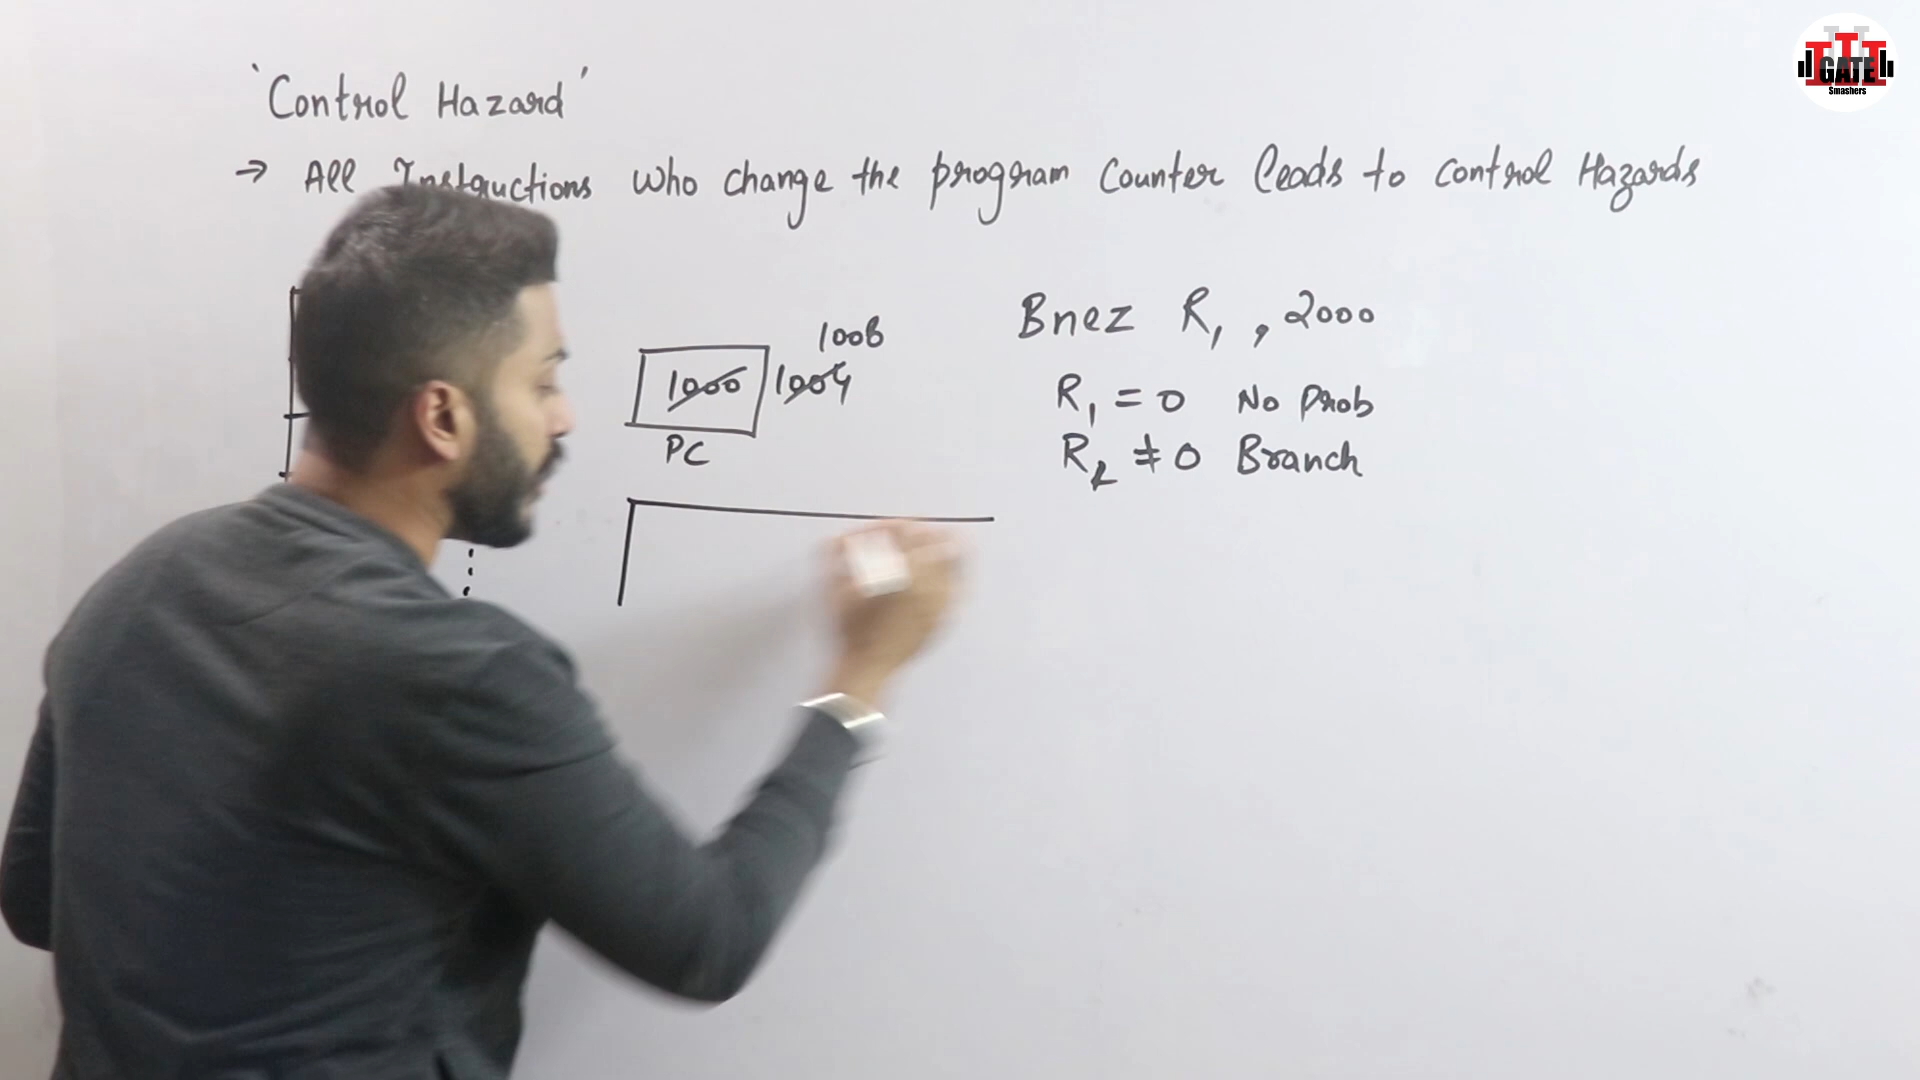 'Control Hazard'
→ All Instructions who change the program Counter leads to control Hazards
1008
1000 1004
PC
Bnez R1, 2000
R1 = 0 No Prob
R1 ≠ 0 Branch
GATE
Smashers